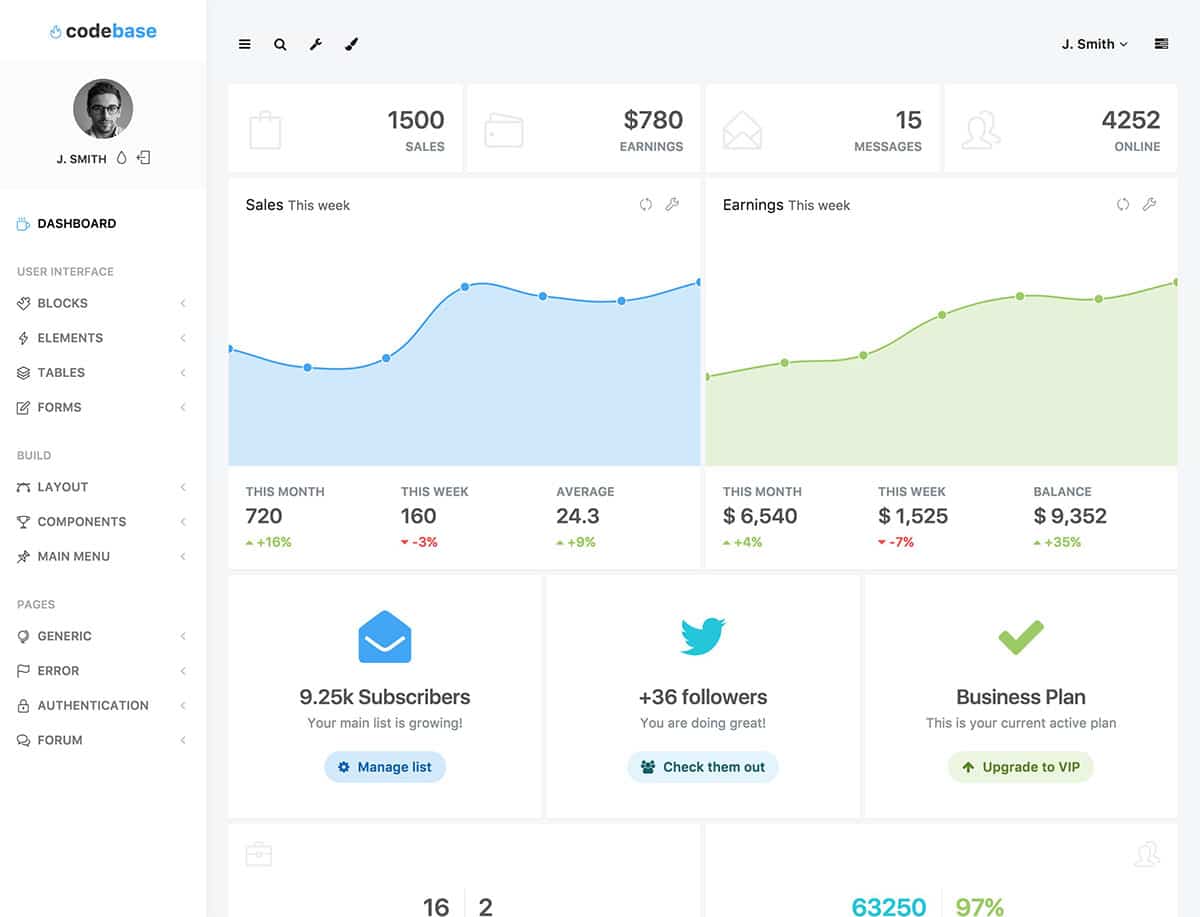 codebase
J. SMITH
DASHBOARD
USER INTERFACE
BLOCKS
ELEMENTS
TABLES
FORMS
BUILD
LAYOUT
COMPONENTS
MAIN MENU
PAGES
GENERIC
ERROR
AUTHENTICATION
FORUM
J. Smith
1500
SALES
$780
EARNINGS
15
MESSAGES
4252
ONLINE
Sales This week
THIS MONTH
720
+16%
THIS WEEK
160
-3%
AVERAGE
24.3
+9%
Earnings This week
THIS MONTH
$ 6,540
+4%
THIS WEEK
$ 1,525
-7%
BALANCE
$ 9,352
+35%
9.25k Subscribers
Your main list is growing!
Manage list
+36 followers
You are doing great!
Check them out
Business Plan
This is your current active plan
Upgrade to VIP
16
2
63250
97%